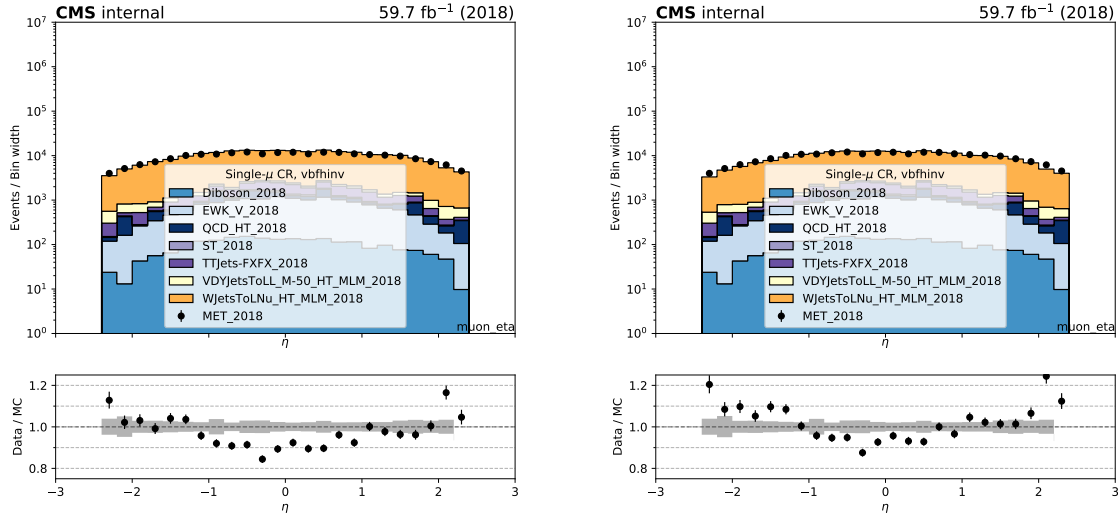 CMS internal 59.7 fb⁻¹ (2018)
10⁷
10⁶
10⁵
10⁴
10³
10²
10¹
10⁰
Events / Bin width
Single-μ CR, vbfhinv
Diboson_2018
EWK_V_2018
QCD_HT_2018
ST_2018
TTJets-FXFX_2018
VDYJetsToLL_M-50_HT_MLM_2018
WJetsToLNu_HT_MLM_2018
MET_2018
muon_eta
η
1.2
1.0
0.8
Data / MC
−3 −2 −1 0 1 2 3
η
CMS internal 59.7 fb⁻¹ (2018)
10⁷
10⁶
10⁵
10⁴
10³
10²
10¹
10⁰
Events / Bin width
Single-μ CR, vbfhinv
Diboson_2018
EWK_V_2018
QCD_HT_2018
ST_2018
TTJets-FXFX_2018
VDYJetsToLL_M-50_HT_MLM_2018
WJetsToLNu_HT_MLM_2018
MET_2018
muon_eta
η
1.2
1.0
0.8
Data / MC
−3 −2 −1 0 1 2 3
η